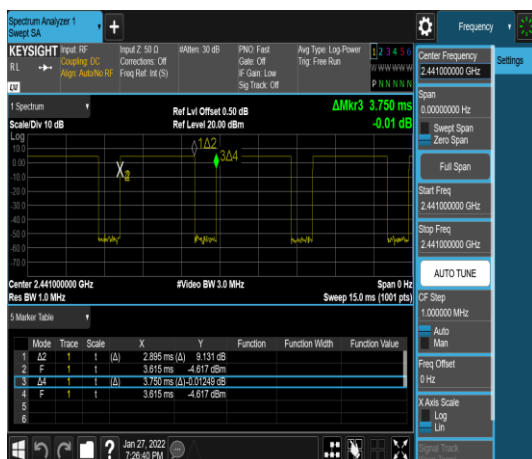 Spectrum Analyzer 1
Swept SA
Frequency
KEYSIGHT
RL
Input: RF
Coupling: DC
Align: Auto/No RF
Input Z: 50 Ω
Corrections: Off
Freq Ref: Int (S)
#Atten: 30 dB
PNO: Fast
Gate: Off
IF Gain: Low
Sig Track: Off
Avg Type: Log-Power
Trig: Free Run
1 2 3 4 5 6
W W W W W W
P N N N N N
LW
1 Spectrum
Scale/Div 10 dB
Ref Lvl Offset 0.50 dB
Ref Level 20.00 dBm
ΔMkr3 3.750 ms
-0.01 dB
Log
10.0
0.00
-10.0
-20.0
-30.0
-40.0
-50.0
-60.0
-70.0
1Δ2
3Δ4
X
Center 2.441000000 GHz
Res BW 1.0 MHz
#Video BW 3.0 MHz
Span 0 Hz
Sweep 15.0 ms (1001 pts)
5 Marker Table
Mode Trace Scale X Y Function Function Width Function Value
1 Δ2 1 t (Δ) 2.895 ms (Δ) 9.131 dB
2 F 1 t 3.615 ms -4.617 dBm
3 Δ4 1 t (Δ) 3.750 ms (Δ) -0.01249 dB
4 F 1 t 3.615 ms -4.617 dBm
5
6
Jan 27, 2022
7:26:40 PM
?
Center Frequency
2.441000000 GHz
Span
0.00000000 Hz
Swept Span
Zero Span
Full Span
Start Freq
2.441000000 GHz
Stop Freq
2.441000000 GHz
AUTO TUNE
CF Step
1.000000 MHz
Auto
Man
Freq Offset
0 Hz
X Axis Scale
Log
Lin
Signal Track
Settings